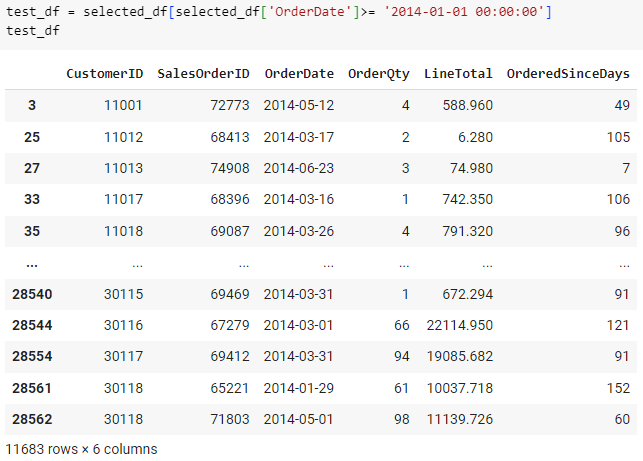 test_df = selected_df[selected_df['OrderDate']>= '2014-01-01 00:00:00']
test_df
CustomerID SalesOrderID OrderDate OrderQty LineTotal OrderedSinceDays
3 11001 72773 2014-05-12 4 588.960 49
25 11012 68413 2014-03-17 2 6.280 105
27 11013 74908 2014-06-23 3 74.980 7
33 11017 68396 2014-03-16 1 742.350 106
35 11018 69087 2014-03-26 4 791.320 96
... ... ... ... ... ... ...
28540 30115 69469 2014-03-31 1 672.294 91
28544 30116 67279 2014-03-01 66 22114.950 121
28554 30117 69412 2014-03-31 94 19085.682 91
28561 30118 65221 2014-01-29 61 10037.718 152
28562 30118 71803 2014-05-01 98 11139.726 60
11683 rows × 6 columns